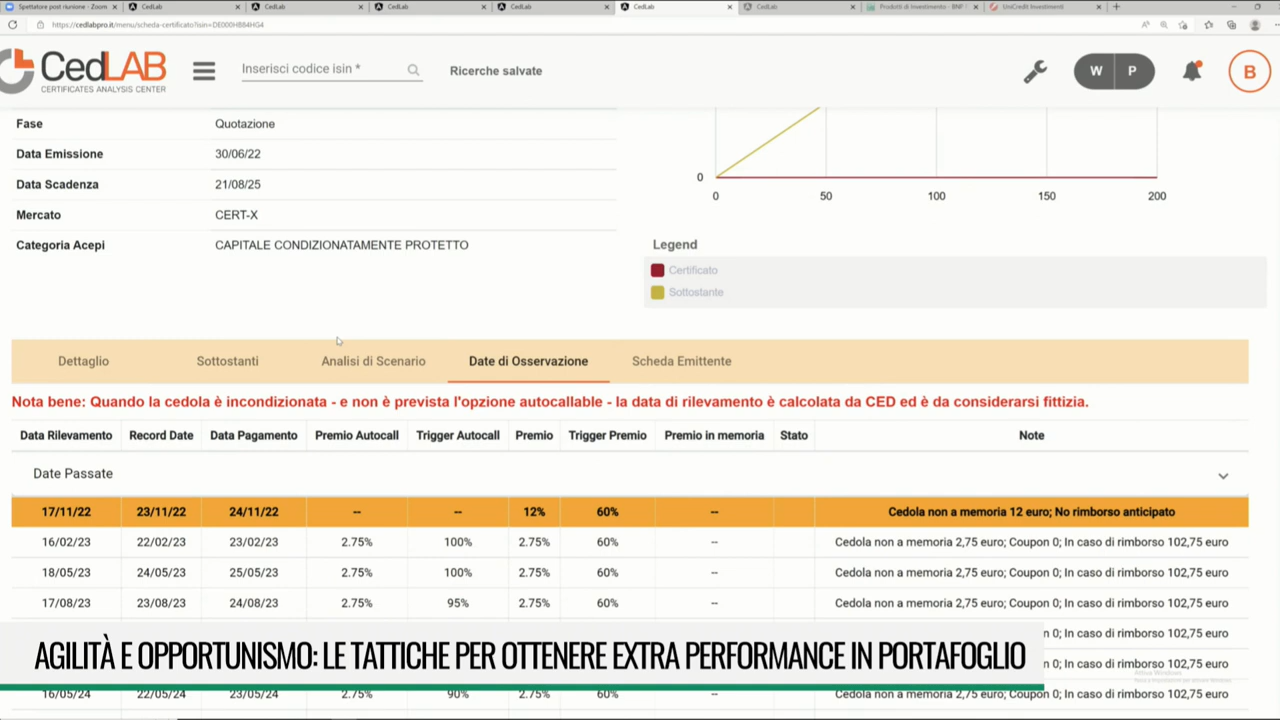 Spettatore post riunione - Zoom × CedLab × CedLab × CedLab × CedLab × CedLab × CedLab × Prodotti di Investimento - BNP × UniCredit Investimenti × +
https://cedlabpro.it/menu/scheda-certificato?isin=DE000HB84HG4
CedLAB
CERTIFICATES ANALYSIS CENTER
Inserisci codice isin *
Ricerche salvate
W P
B
Fase Quotazione
Data Emissione 30/06/22
Data Scadenza 21/08/25
Mercato CERT-X
Categoria Acepi CAPITALE CONDIZIONATAMENTE PROTETTO
0
0 50 100 150 200
Legend
Certificato
Sottostante
Dettaglio Sottostanti Analisi di Scenario Date di Osservazione Scheda Emittente
Nota bene: Quando la cedola è incondizionata - e non è prevista l'opzione autocallable - la data di rilevamento è calcolata da CED ed è da considerarsi fittizia.
Data Rilevamento Record Date Data Pagamento Premio Autocall Trigger Autocall Premio Trigger Premio Premio in memoria Stato Note
Date Passate
17/11/22 23/11/22 24/11/22 -- -- 12% 60% -- Cedola non a memoria 12 euro; No rimborso anticipato
16/02/23 22/02/23 23/02/23 2.75% 100% 2.75% 60% -- Cedola non a memoria 2,75 euro; Coupon 0; In caso di rimborso 102,75 euro
18/05/23 24/05/23 25/05/23 2.75% 100% 2.75% 60% -- Cedola non a memoria 2,75 euro; Coupon 0; In caso di rimborso 102,75 euro
17/08/23 23/08/23 24/08/23 2.75% 95% 2.75% 60% -- Cedola non a memoria 2,75 euro; Coupon 0; In caso di rimborso 102,75 euro
n 0; In caso di rimborso 102,75 euro
AGILITÀ E OPPORTUNISMO: LE TATTICHE PER OTTENERE EXTRA PERFORMANCE IN PORTAFOGLIO
n 0; In caso di rimborso 102,75 euro
Attiva Windows
16/05/24 22/05/24 23/05/24 2.75% 90% 2.75% 60% -- Cedola non a memoria 2,75 euro; Coupon 0; In caso di rimborso 102,75 euro